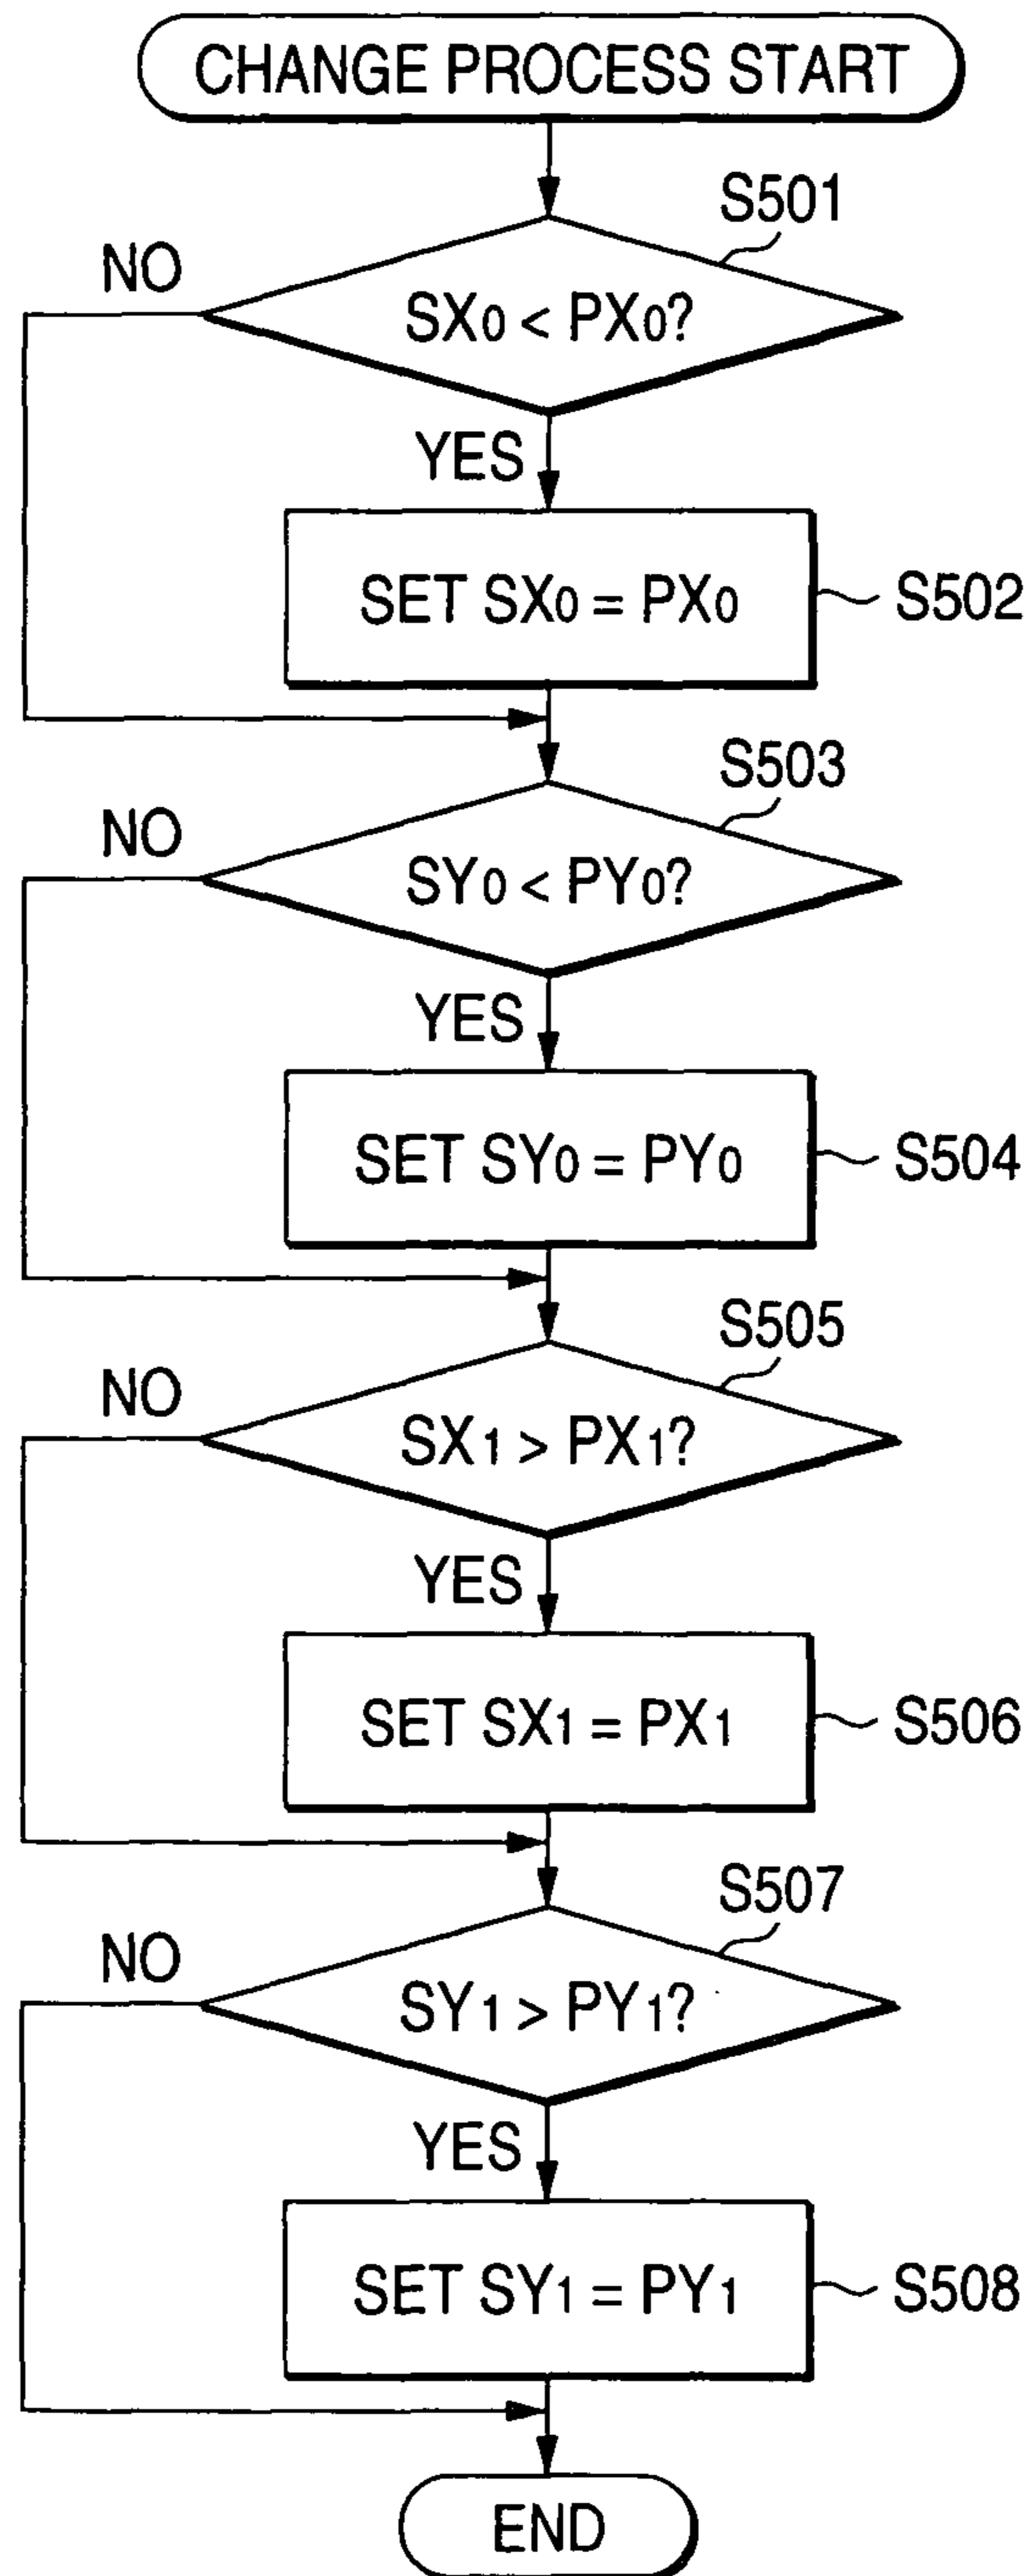 CHANGE PROCESS START
S501
NO
SX0 < PX0?
YES
SET SX0 = PX0
S502
S503
NO
SY0 < PY0?
YES
SET SY0 = PY0
S504
S505
NO
SX1 > PX1?
YES
SET SX1 = PX1
S506
S507
NO
SY1 > PY1?
YES
SET SY1 = PY1
S508
END